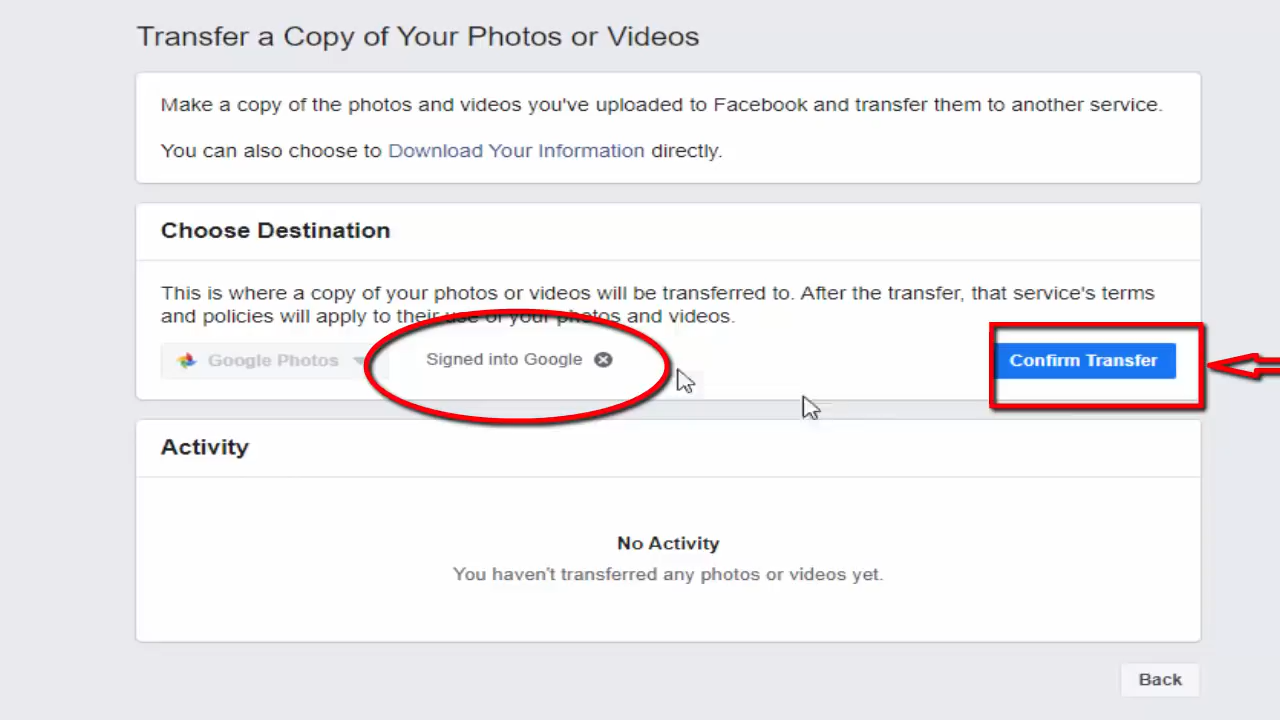 Transfer a Copy of Your Photos or Videos
Make a copy of the photos and videos you've uploaded to Facebook and transfer them to another service.
You can also choose to Download Your Information directly.
Choose Destination
This is where a copy of your photos or videos will be transferred to. After the transfer, that service's terms
and policies will apply to their use of your photos and videos.
Google Photos
Signed into Google
Confirm Transfer
Activity
No Activity
You haven't transferred any photos or videos yet.
Back